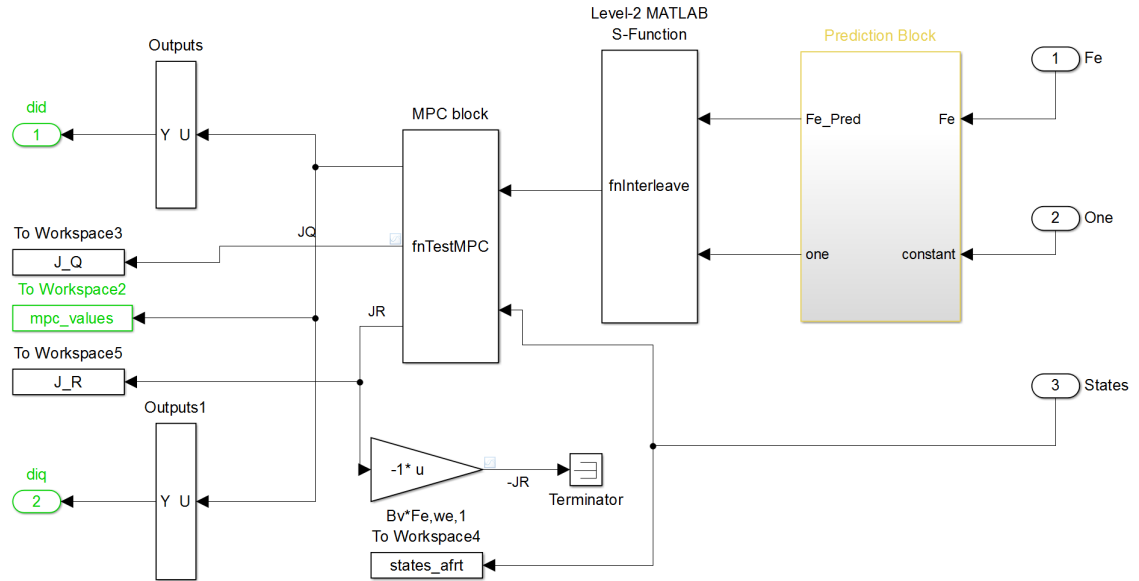 Level-2 MATLAB
S-Function
Prediction Block
Outputs
did
1
Y U
MPC block
Fe_Pred
Fe
1
Fe
fnInterleave
fnTestMPC
2
One
To Workspace3
JQ
J_Q
one
constant
To Workspace2
mpc_values
JR
To Workspace5
J_R
3
States
Outputs1
diq
2
Y U
-1* u
-JR
Terminator
Bv*Fe,we,1
To Workspace4
states_afrt